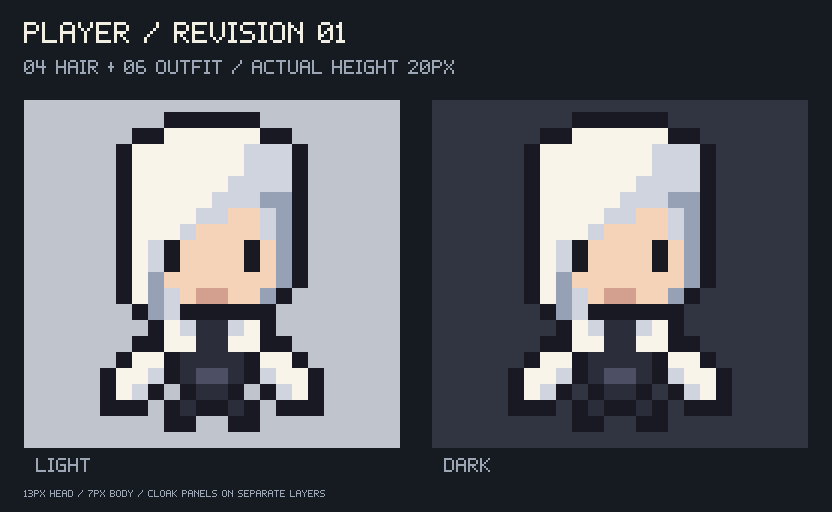 PLAYER / REVISION 01
04 HAIR + 06 OUTFIT / ACTUAL HEIGHT 20PX
LIGHT
DARK
13PX HEAD / 7PX BODY / CLOAK PANELS ON SEPARATE LAYERS